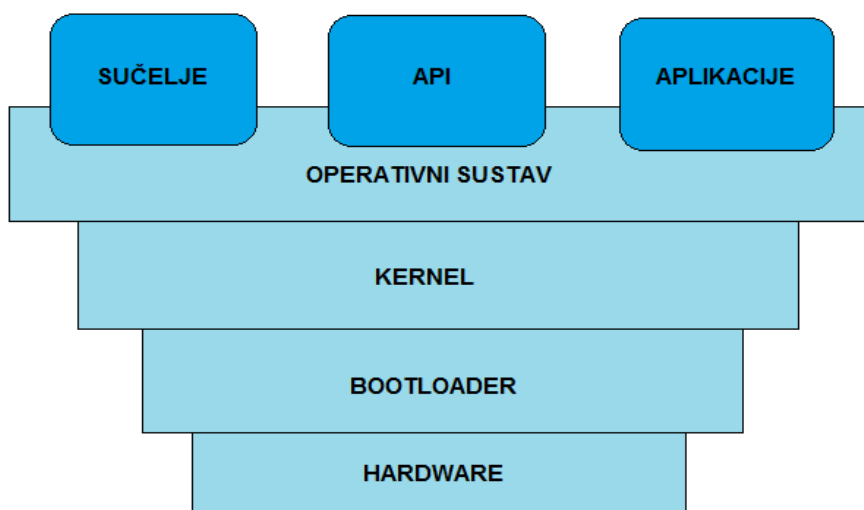 SUČELJE
API
APLIKACIJE
OPERATIVNI SUSTAV
KERNEL
BOOTLOADER
HARDWARE